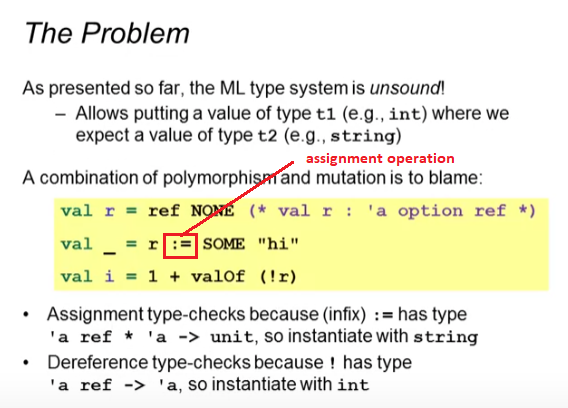 The Problem
As presented so far, the ML type system is unsound!
– Allows putting a value of type t1 (e.g., int) where we
expect a value of type t2 (e.g., string)
assignment operation
A combination of polymorphism and mutation is to blame:
val r = ref NONE (* val r : 'a option ref *)
val _ = r := SOME "hi"
val i = 1 + valOf (!r)
• Assignment type-checks because (infix) := has type
'a ref * 'a -> unit, so instantiate with string
• Dereference type-checks because ! has type
'a ref -> 'a, so instantiate with int